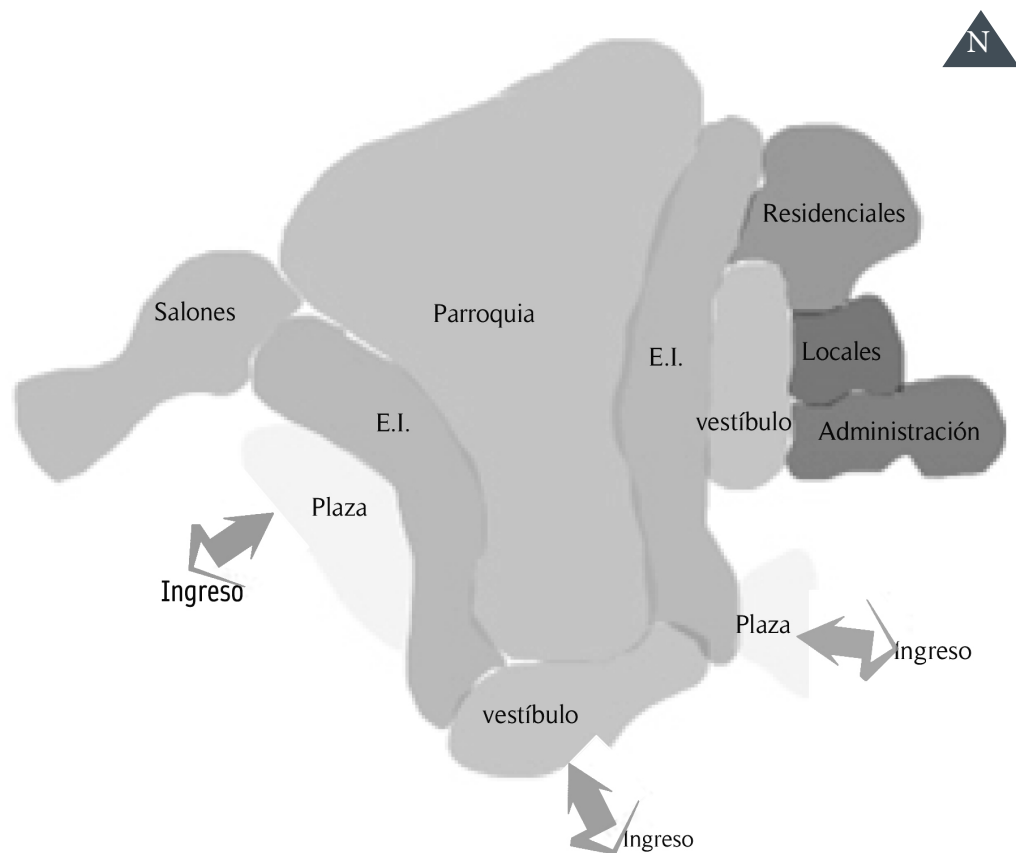 N
Residenciales
Salones
Parroquia
Locales
E.I.
E.I.
vestíbulo
Administración
Plaza
Ingreso
Plaza
Ingreso
vestíbulo
Ingreso